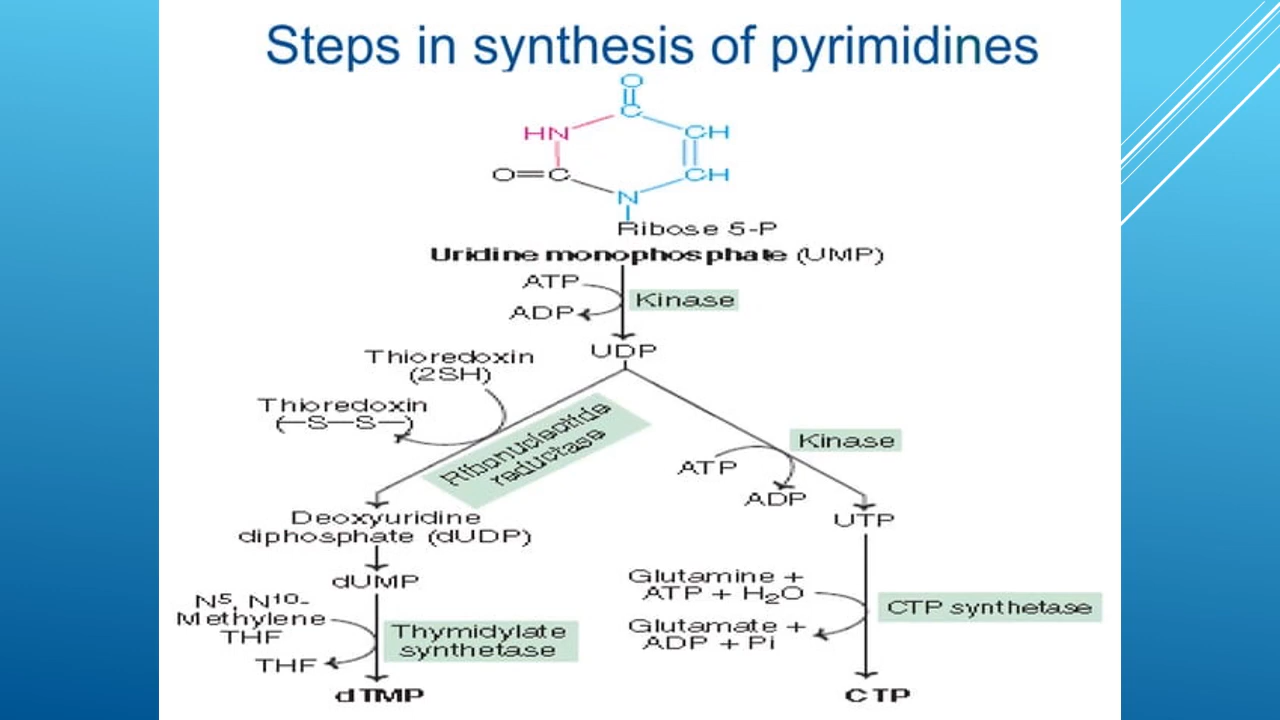 Steps in synthesis of pyrimidines
O
C
HN
CH
O=C
CH
N
Ribose 5-P
Uridine monophosphate (UMP)
ATP
Kinase
ADP
UDP
Thioredoxin
(2SH)
Thioredoxin
(—S—S—)
Ribonucleotide
reductase
Kinase
ATP
ADP
Deoxyuridine
diphosphate (dUDP)
UTP
dUMP
N5, N10-
Methylene
THF
Thymidylate
synthetase
THF
dTMP
Glutamine +
ATP + H₂O
CTP synthetase
Glutamate +
ADP + Pi
CTP